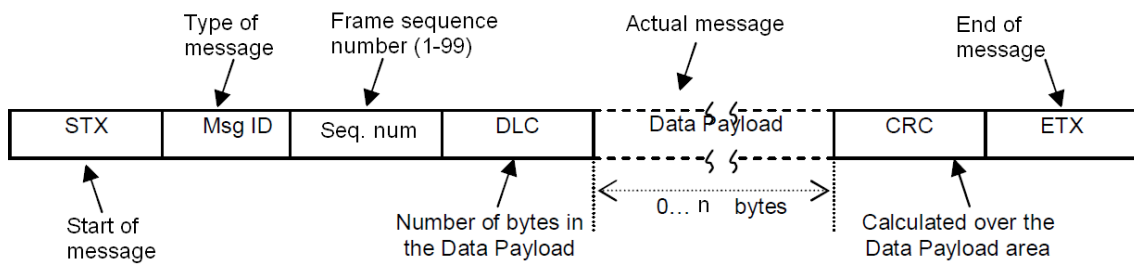 Type of
message
Frame sequence
number (1-99)
Actual message
End of
message
STX
Msg ID
Seq. num
DLC
Data Payload
CRC
ETX
Start of
message
Number of bytes in
the Data Payload
0... n bytes
Calculated over the
Data Payload area